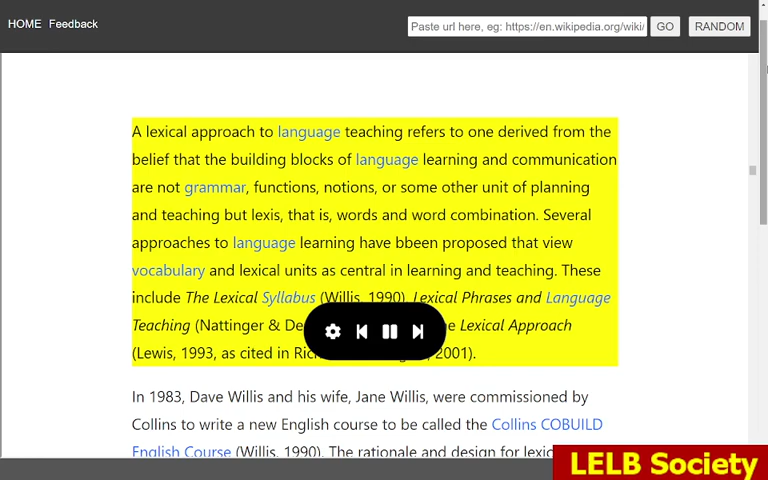 HOME Feedback
Paste url here, eg: https://en.wikipedia.org/wiki/ GO RANDOM
A lexical approach to language teaching refers to one derived from the
belief that the building blocks of language learning and communication
are not grammar, functions, notions, or some other unit of planning
and teaching but lexis, that is, words and word combination. Several
approaches to language learning have bbeen proposed that view
vocabulary and lexical units as central in learning and teaching. These
include The Lexical Syllabus (Willis, 1990), Lexical Phrases and Language
Teaching (Nattinger & Lexical Approach
(Lewis, 1993, as cited in 2001).
In 1983, Dave Willis and his wife, Jane Willis, were commissioned by
Collins to write a new English course to be called the Collins COBUILD
English Course (Willis, 1990). The rationale and design for
LELB Society